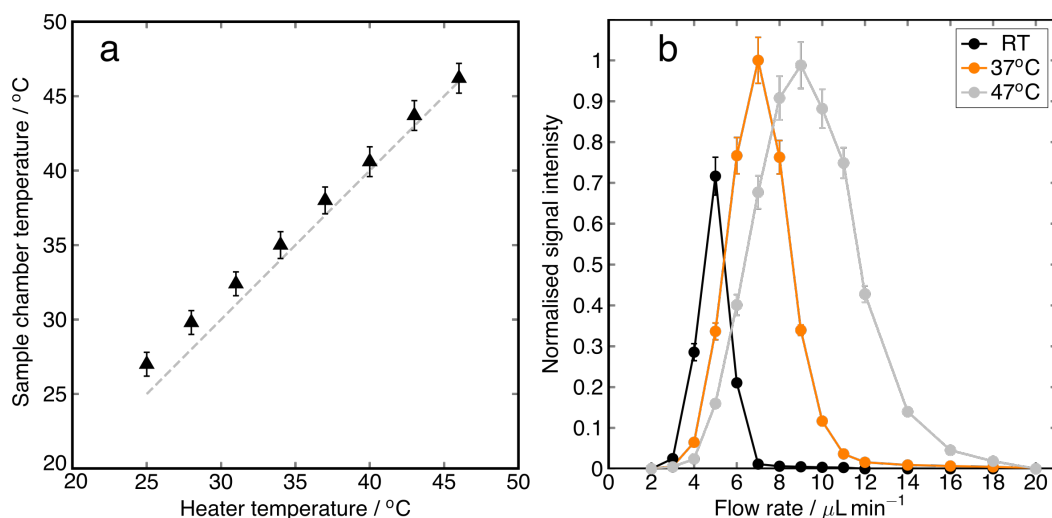 a
50
45
40
35
30
25
20
20 25 30 35 40 45 50
Sample chamber temperature / °C
Heater temperature / °C
b
RT
37°C
47°C
1
0.9
0.8
0.7
0.6
0.5
0.4
0.3
0.2
0.1
0
0 2 4 6 8 10 12 14 16 18 20
Normalised signal intenisty
Flow rate / μL min⁻¹